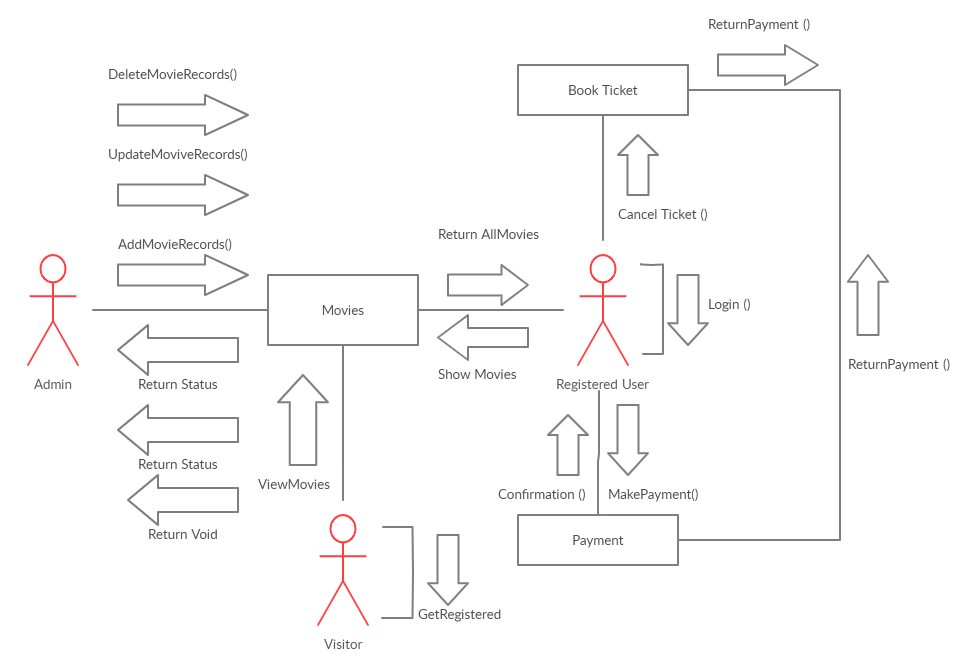 ReturnPayment ()
DeleteMovieRecords()
Book Ticket
UpdateMoviveRecords()
Cancel Ticket ()
Return AllMovies
AddMovieRecords()
Movies
Login ()
Show Movies
ReturnPayment ()
Admin
Return Status
Registered User
Return Status
ViewMovies
Confirmation ()
MakePayment()
Return Void
Payment
GetRegistered
Visitor